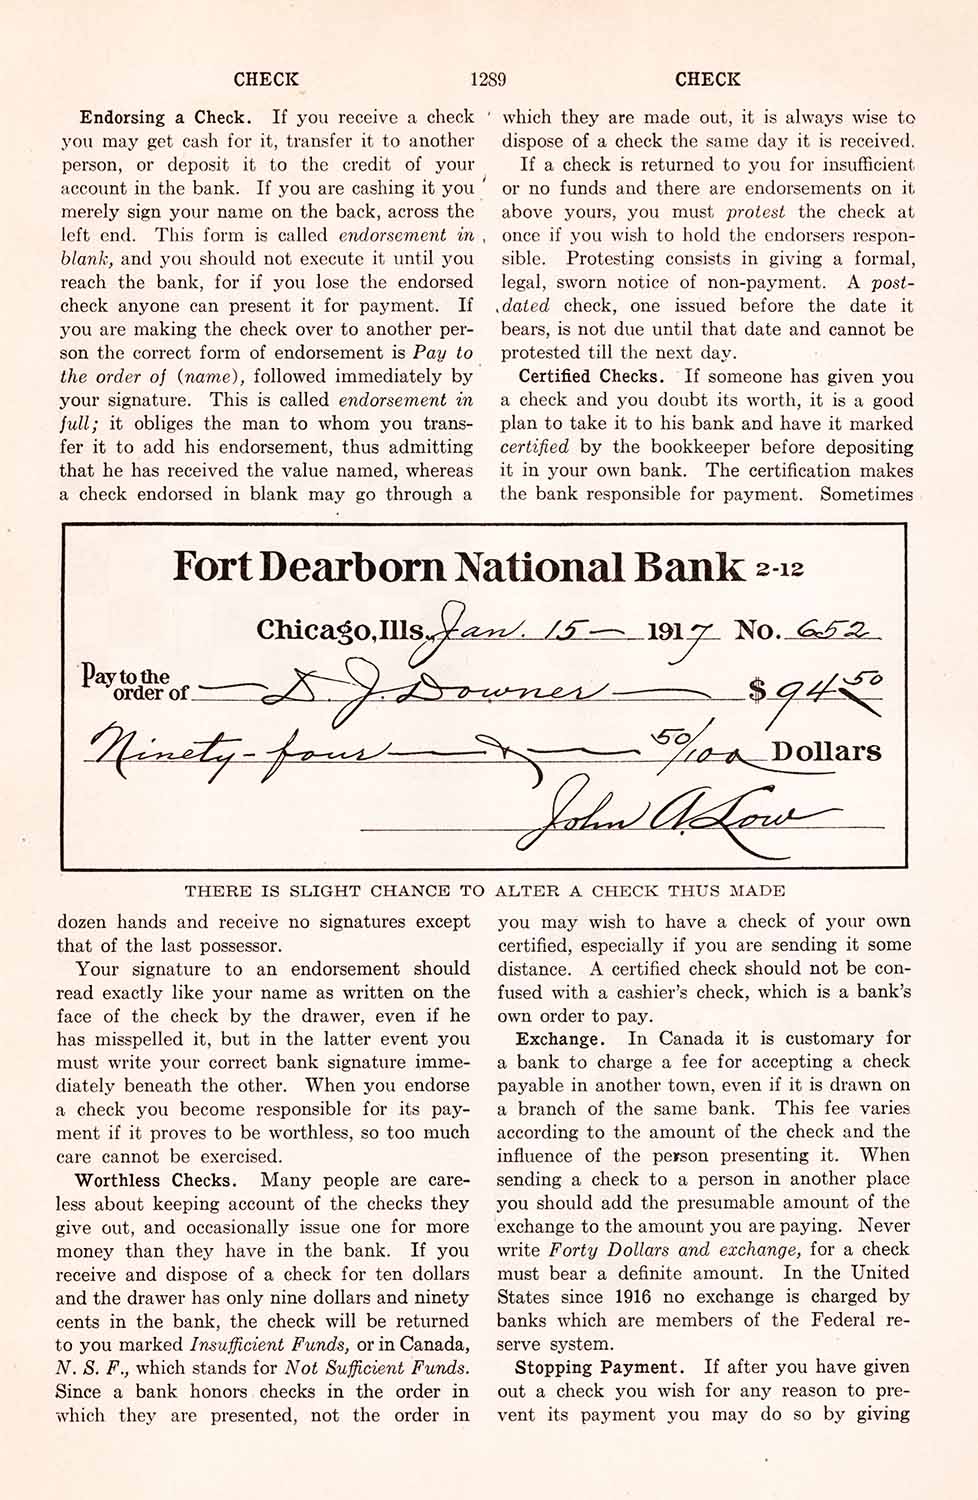 CHECK 1289 CHECK
Endorsing a Check. If you receive a check
you may get cash for it, transfer it to another
person, or deposit it to the credit of your
account in the bank. If you are cashing it you
merely sign your name on the back, across the
left end. This form is called endorsement in
blank, and you should not execute it until you
reach the bank, for if you lose the endorsed
check anyone can present it for payment. If
you are making the check over to another per-
son the correct form of endorsement is Pay to
the order of (name), followed immediately by
your signature. This is called endorsement in
full; it obliges the man to whom you trans-
fer it to add his endorsement, thus admitting
that he has received the value named, whereas
a check endorsed in blank may go through a
which they are made out, it is always wise to
dispose of a check the same day it is received.
If a check is returned to you for insufficient
or no funds and there are endorsements on it
above yours, you must protest the check at
once if you wish to hold the endorsers respon-
sible. Protesting consists in giving a formal,
legal, sworn notice of non-payment. A post-
dated check, one issued before the date it
bears, is not due until that date and cannot be
protested till the next day.
Certified Checks. If someone has given you
a check and you doubt its worth, it is a good
plan to take it to his bank and have it marked
certified by the bookkeeper before depositing
it in your own bank. The certification makes
the bank responsible for payment. Sometimes
Fort Dearborn National Bank 2-12
Chicago, Ills., Jan. 15 — 1917 No. 652
Pay to the
order of — D. J. Downer — $ 94 50
Ninety-four — & — 50/100 Dollars
John A. Low
THERE IS SLIGHT CHANCE TO ALTER A CHECK THUS MADE
dozen hands and receive no signatures except
that of the last possessor.
Your signature to an endorsement should
read exactly like your name as written on the
face of the check by the drawer, even if he
has misspelled it, but in the latter event you
must write your correct bank signature imme-
diately beneath the other. When you endorse
a check you become responsible for its pay-
ment if it proves to be worthless, so too much
care cannot be exercised.
Worthless Checks. Many people are care-
less about keeping account of the checks they
give out, and occasionally issue one for more
money than they have in the bank. If you
receive and dispose of a check for ten dollars
and the drawer has only nine dollars and ninety
cents in the bank, the check will be returned
to you marked Insufficient Funds, or in Canada,
N. S. F., which stands for Not Sufficient Funds.
Since a bank honors checks in the order in
which they are presented, not the order in
you may wish to have a check of your own
certified, especially if you are sending it some
distance. A certified check should not be con-
fused with a cashier's check, which is a bank's
own order to pay.
Exchange. In Canada it is customary for
a bank to charge a fee for accepting a check
payable in another town, even if it is drawn on
a branch of the same bank. This fee varies
according to the amount of the check and the
influence of the person presenting it. When
sending a check to a person in another place
you should add the presumable amount of the
exchange to the amount you are paying. Never
write Forty Dollars and exchange, for a check
must bear a definite amount. In the United
States since 1916 no exchange is charged by
banks which are members of the Federal re-
serve system.
Stopping Payment. If after you have given
out a check you wish for any reason to pre-
vent its payment you may do so by giving